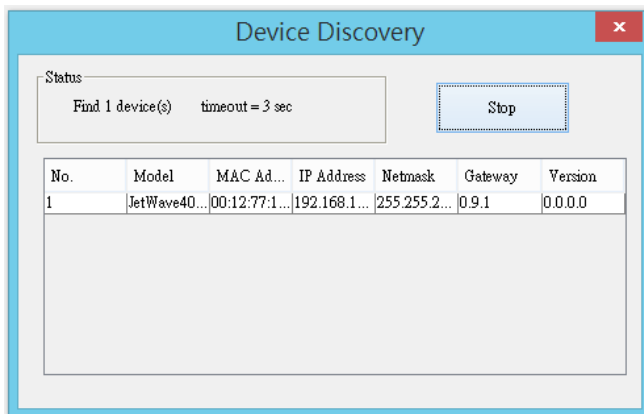 Device Discovery
x
Status
Find 1 device(s) timeout = 3 sec
Stop
No. Model MAC Ad... IP Address Netmask Gateway Version
1 JetWave40... 00:12:77:1... 192.168.1... 255.255.2... 0.9.1 0.0.0.0